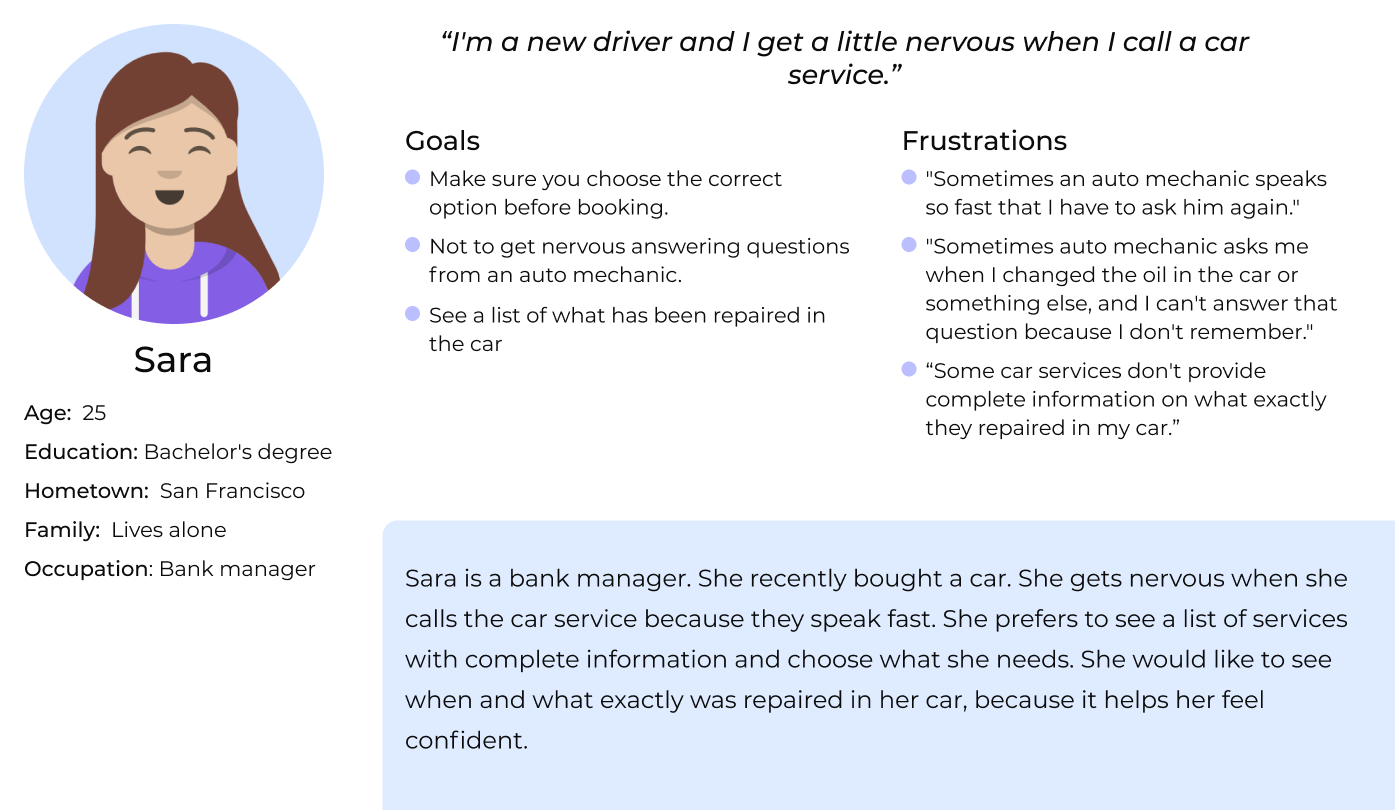 “I'm a new driver and I get a little nervous when I call a car
service.”
Sara
Age: 25
Education: Bachelor's degree
Hometown: San Francisco
Family: Lives alone
Occupation: Bank manager
Goals
Make sure you choose the correct
option before booking.
Not to get nervous answering questions
from an auto mechanic.
See a list of what has been repaired in
the car
Frustrations
"Sometimes an auto mechanic speaks
so fast that I have to ask him again."
"Sometimes auto mechanic asks me
when I changed the oil in the car or
something else, and I can't answer that
question because I don't remember."
“Some car services don't provide
complete information on what exactly
they repaired in my car.”
Sara is a bank manager. She recently bought a car. She gets nervous when she
calls the car service because they speak fast. She prefers to see a list of services
with complete information and choose what she needs. She would like to see
when and what exactly was repaired in her car, because it helps her feel
confident.